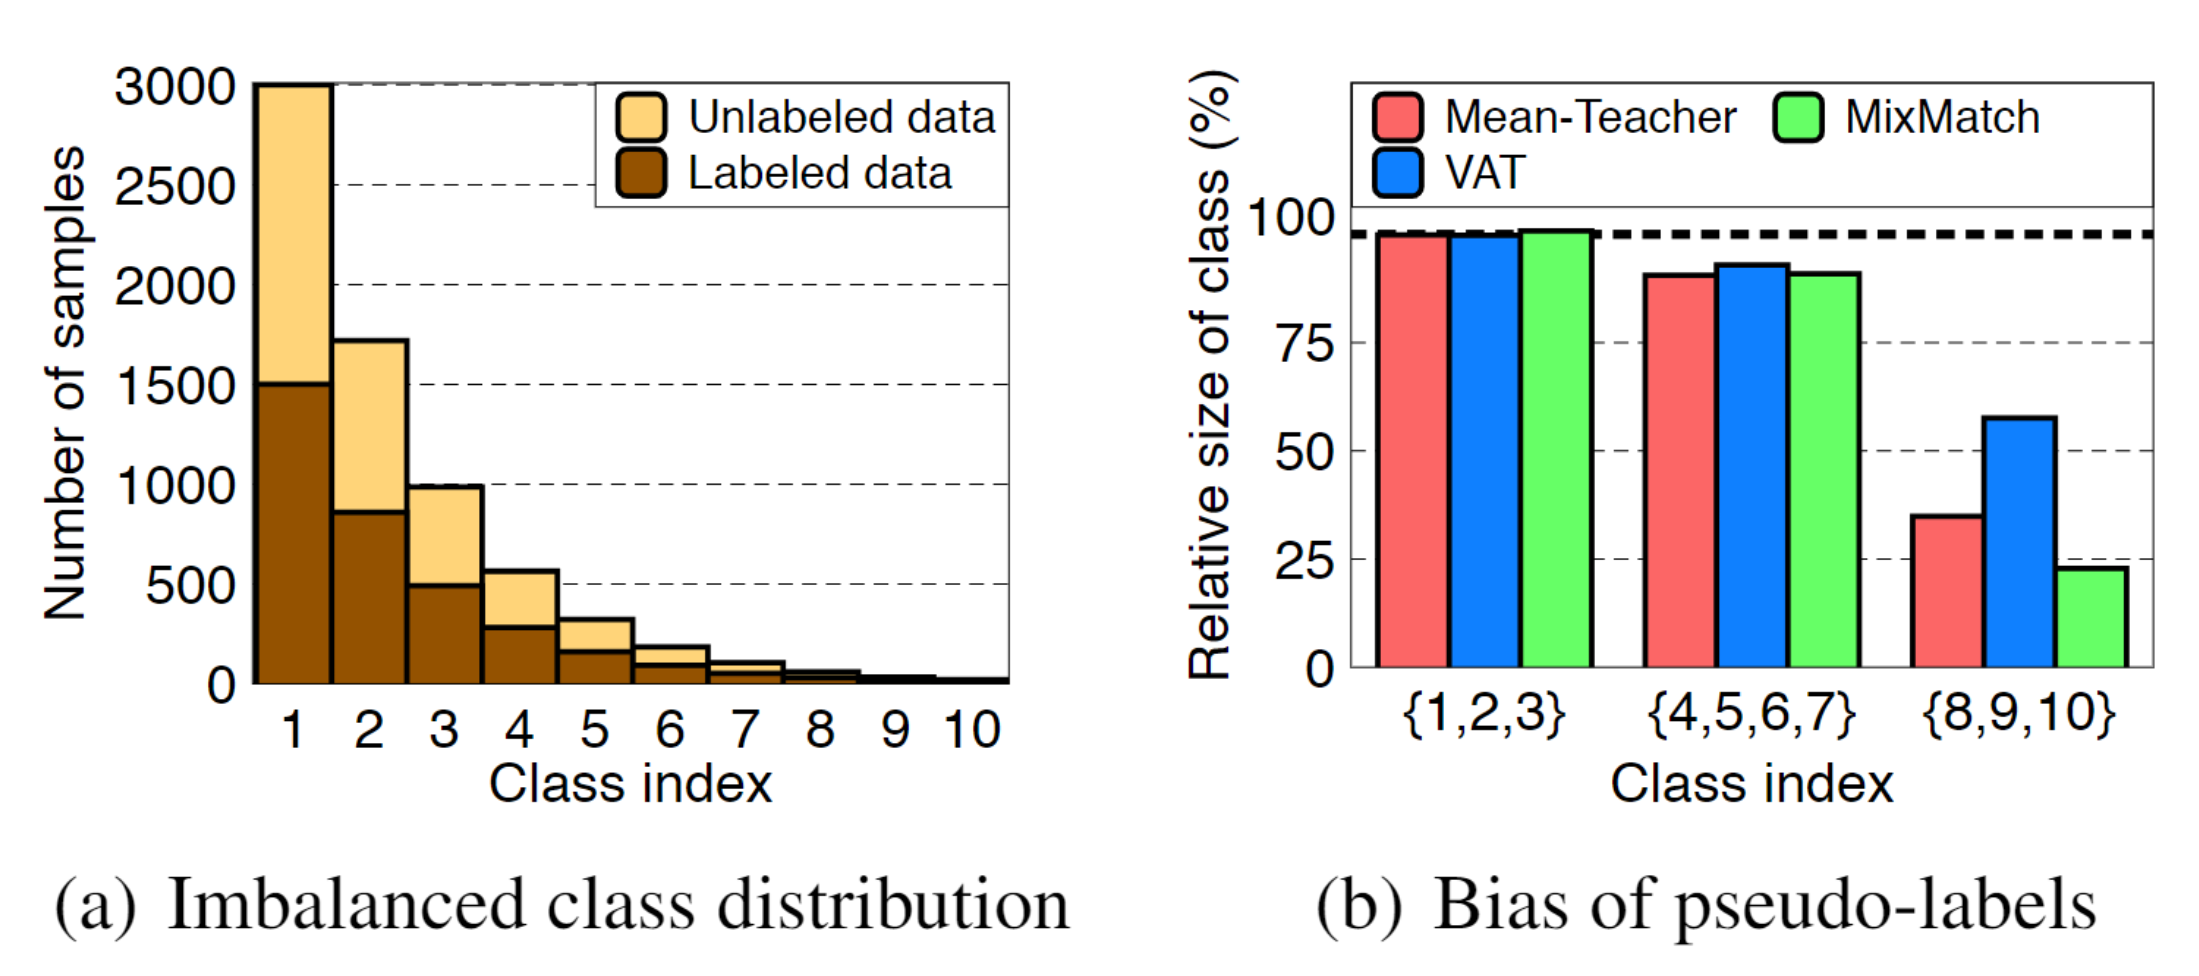 Number of samples
3000
2500
2000
1500
1000
500
0
Unlabeled data
Labeled data
1 2 3 4 5 6 7 8 9 10
Class index
(a) Imbalanced class distribution
Relative size of class (%)
Mean-Teacher MixMatch
VAT
100
75
50
25
0
{1,2,3} {4,5,6,7} {8,9,10}
Class index
(b) Bias of pseudo-labels